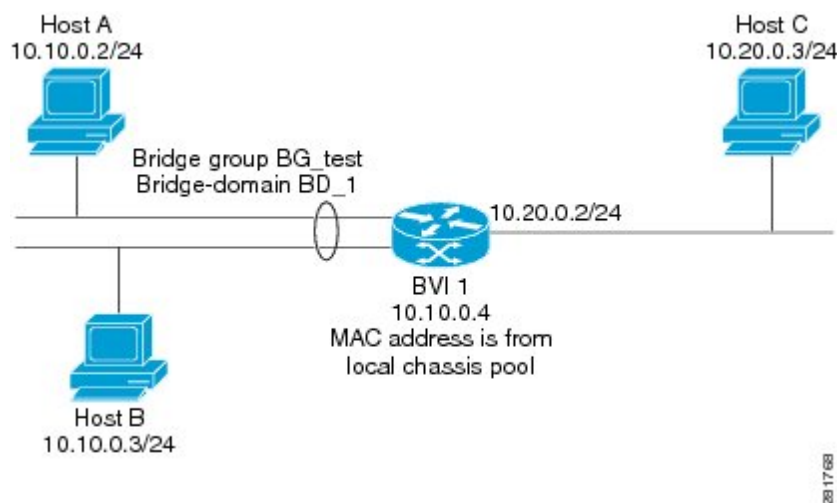 Host A
10.10.0.2/24
Host C
10.20.0.3/24
Bridge group BG_test
Bridge-domain BD_1
10.20.0.2/24
BVI 1
10.10.0.4
MAC address is from
local chassis pool
Host B
10.10.0.3/24